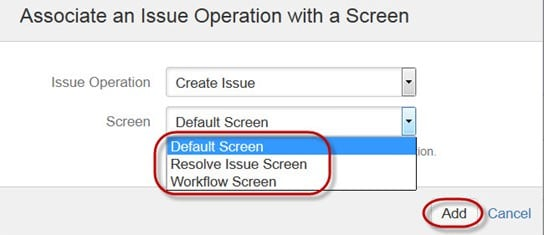 Associate an Issue Operation with a Screen
Issue Operation Create Issue
Screen Default Screen
Default Screen
Resolve Issue Screen
Workflow Screen
Add Cancel